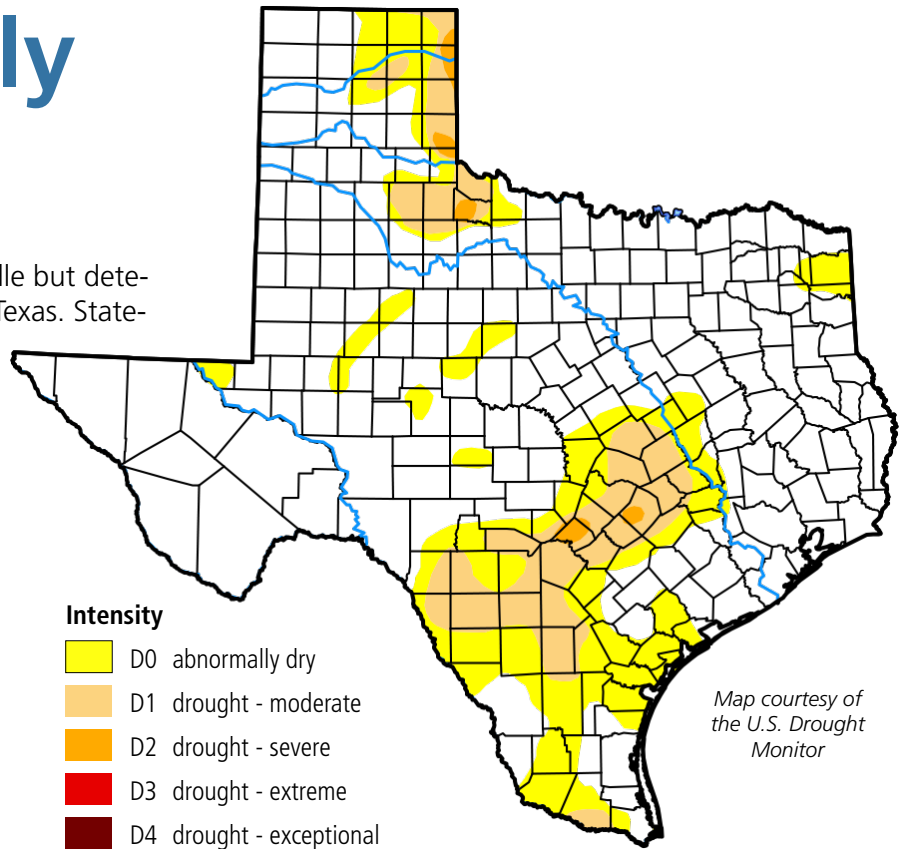 ly
lle but dete-
Texas. State-
Intensity
D0 abnormally dry
D1 drought - moderate
D2 drought - severe
D3 drought - extreme
D4 drought - exceptional
Map courtesy of
the U.S. Drought
Monitor